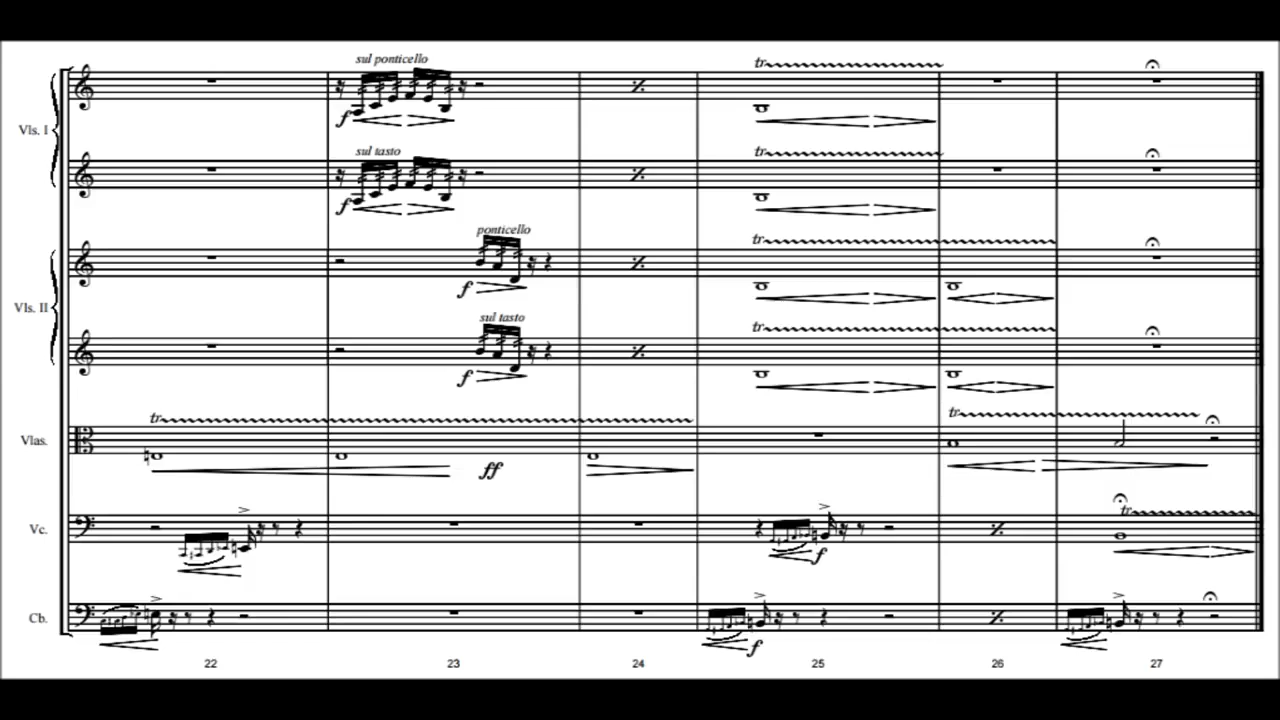 sul ponticello
tr
Vls. I
f
sul tasto
tr
f
ponticello
tr
Vls. II
f
sul tasto
tr
f
tr
tr
Vlas.
ff
tr
Vc.
f
Cb.
f
22 23 24 25 26 27